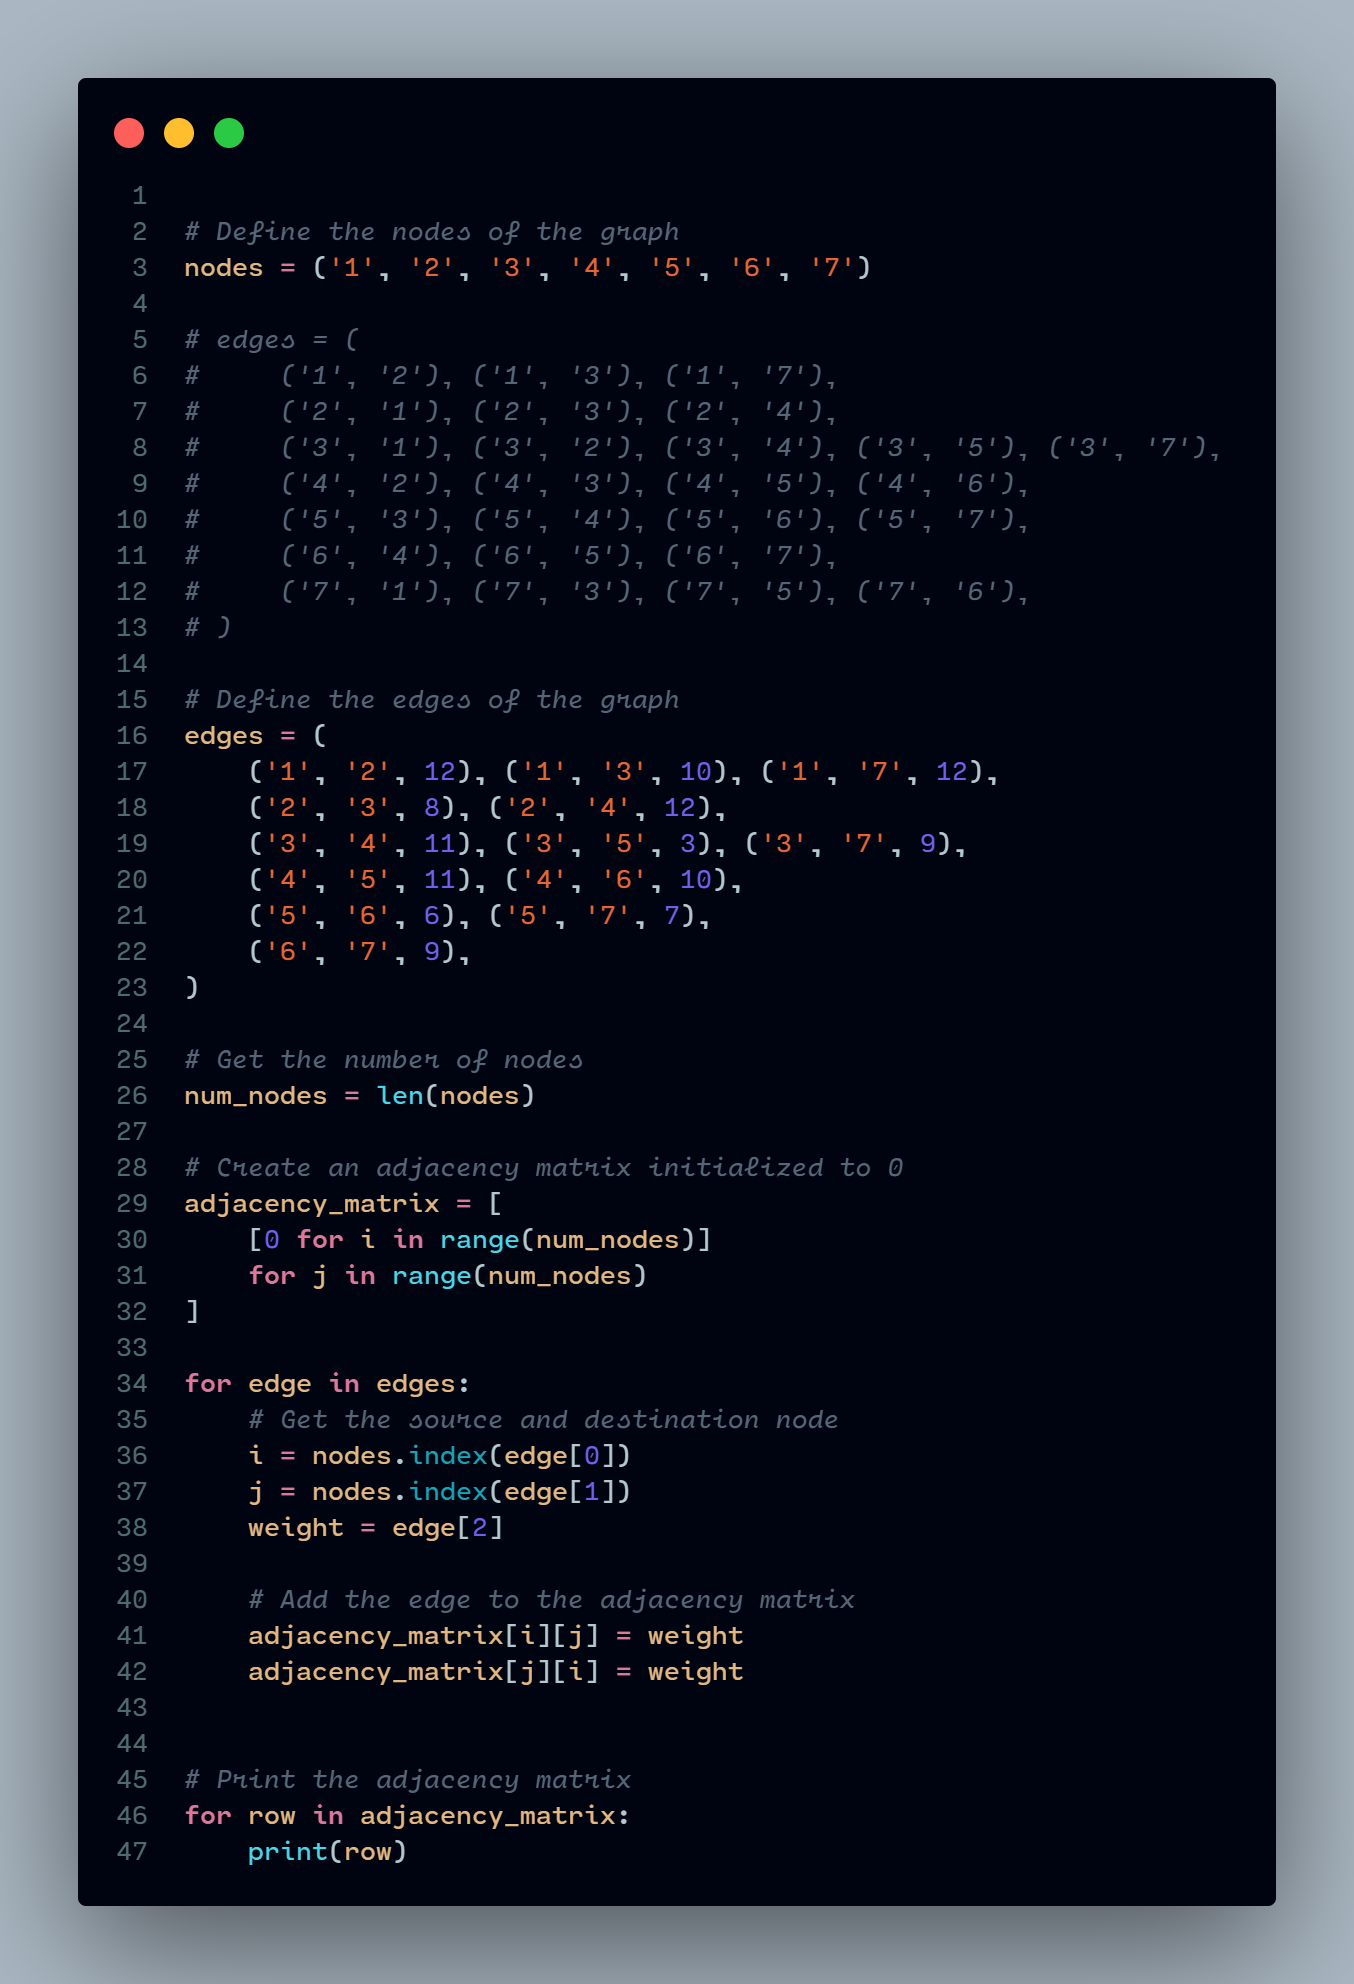 1
2 # Define the nodes of the graph
3 nodes = ('1', '2', '3', '4', '5', '6', '7')
4
5 # edges = (
6 #     ('1', '2'), ('1', '3'), ('1', '7'),
7 #     ('2', '1'), ('2', '3'), ('2', '4'),
8 #     ('3', '1'), ('3', '2'), ('3', '4'), ('3', '5'), ('3', '7'),
9 #     ('4', '2'), ('4', '3'), ('4', '5'), ('4', '6'),
10 #     ('5', '3'), ('5', '4'), ('5', '6'), ('5', '7'),
11 #     ('6', '4'), ('6', '5'), ('6', '7'),
12 #     ('7', '1'), ('7', '3'), ('7', '5'), ('7', '6'),
13 # )
14
15 # Define the edges of the graph
16 edges = (
17     ('1', '2', 12), ('1', '3', 10), ('1', '7', 12),
18     ('2', '3', 8), ('2', '4', 12),
19     ('3', '4', 11), ('3', '5', 3), ('3', '7', 9),
20     ('4', '5', 11), ('4', '6', 10),
21     ('5', '6', 6), ('5', '7', 7),
22     ('6', '7', 9),
23 )
24
25 # Get the number of nodes
26 num_nodes = len(nodes)
27
28 # Create an adjacency matrix initialized to 0
29 adjacency_matrix = [
30     [0 for i in range(num_nodes)]
31     for j in range(num_nodes)
32 ]
33
34 for edge in edges:
35     # Get the source and destination node
36     i = nodes.index(edge[0])
37     j = nodes.index(edge[1])
38     weight = edge[2]
39
40     # Add the edge to the adjacency matrix
41     adjacency_matrix[i][j] = weight
42     adjacency_matrix[j][i] = weight
43
44
45 # Print the adjacency matrix
46 for row in adjacency_matrix:
47     print(row)